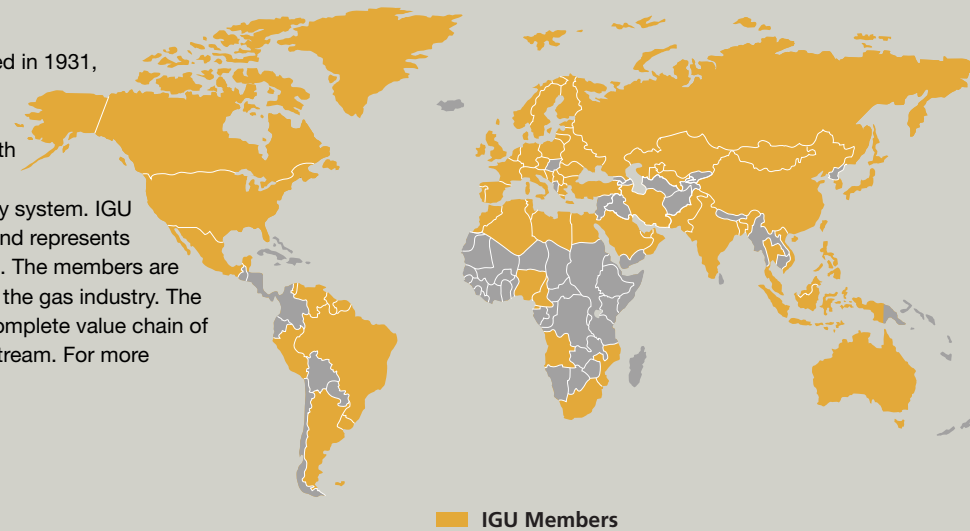 ed in 1931,
th
y system. IGU
nd represents
. The members are
the gas industry. The
omplete value chain of
tream. For more
IGU Members